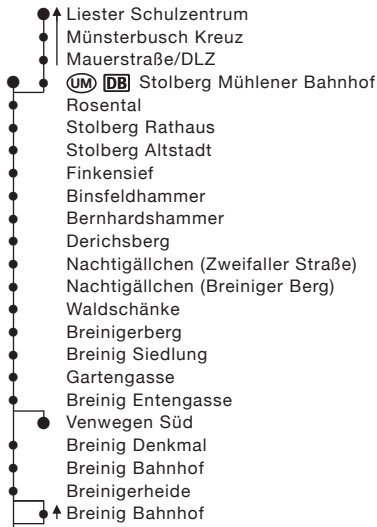 Liester Schulzentrum
Münsterbusch Kreuz
Mauerstraße/DLZ
UM DB Stolberg Mühlener Bahnhof
Rosental
Stolberg Rathaus
Stolberg Altstadt
Finkensief
Binsfeldhammer
Bernhardshammer
Derichsberg
Nachtigällchen (Zweifaller Straße)
Nachtigällchen (Breiniger Berg)
Waldschänke
Breinigerberg
Breinig Siedlung
Gartengasse
Breinig Entengasse
Venwegen Süd
Breinig Denkmal
Breinig Bahnhof
Breinigerheide
Breinig Bahnhof